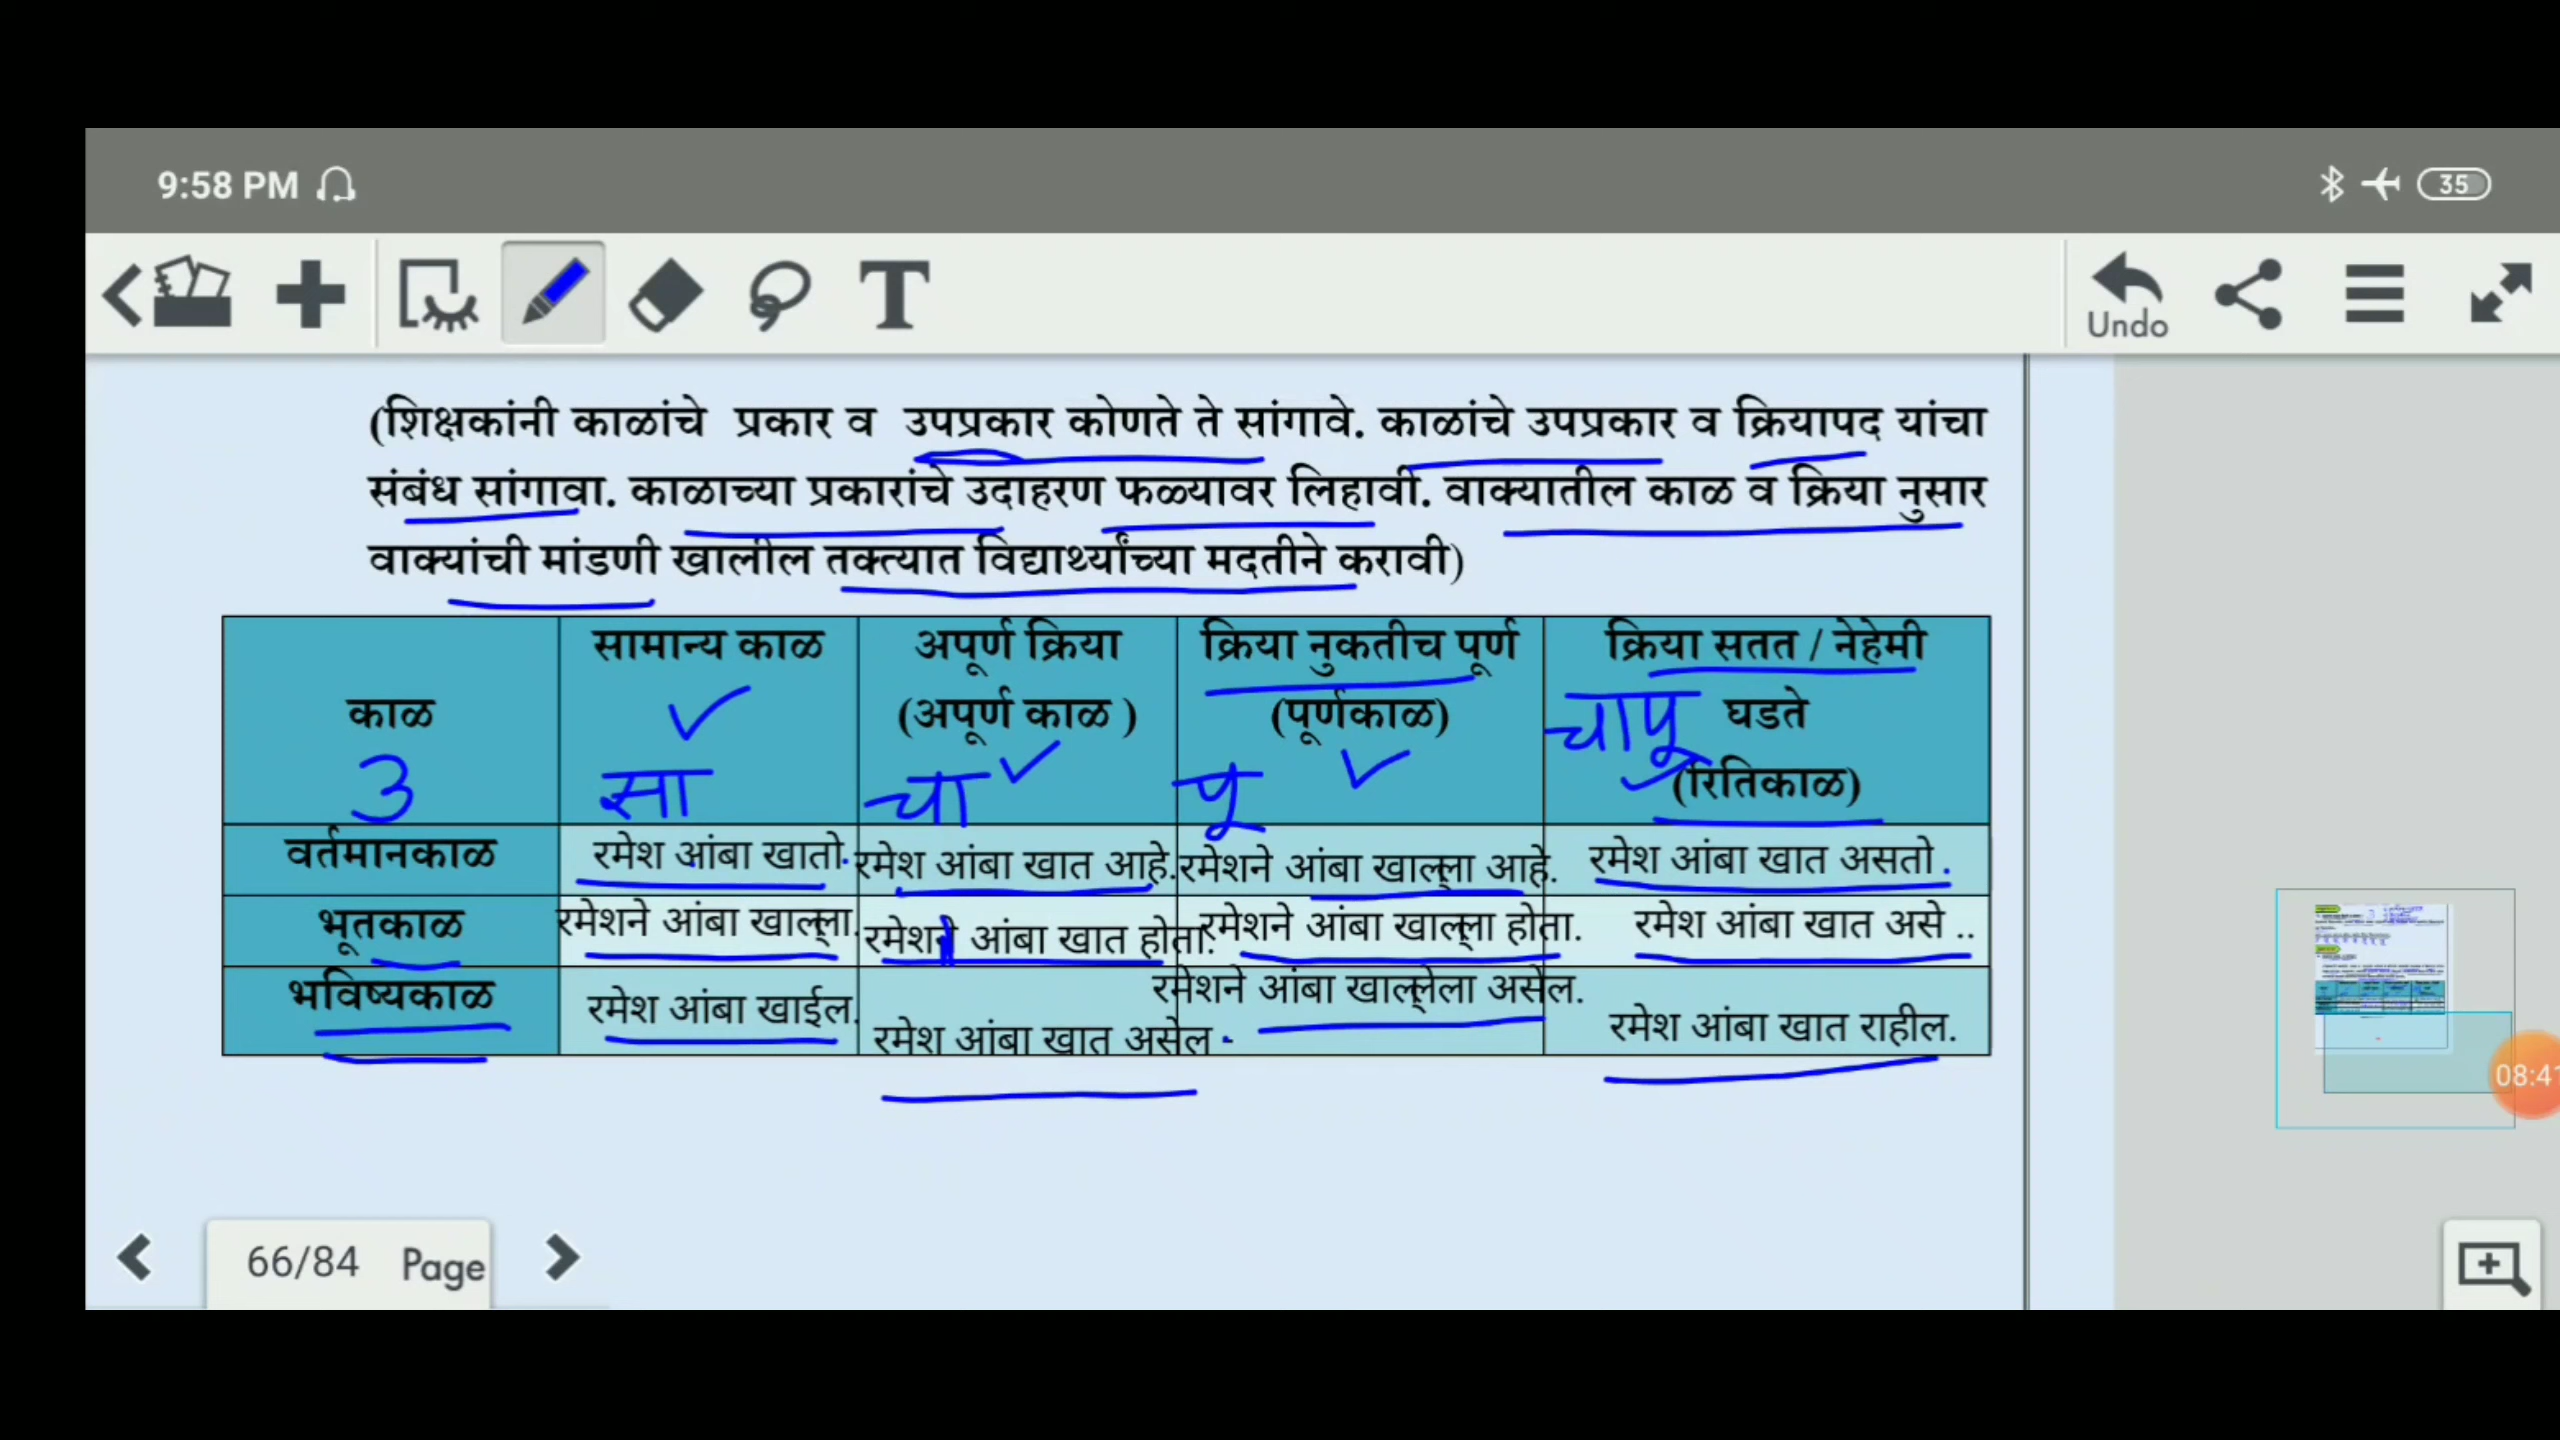 9:58 PM
35
T
Undo
(शिक्षकांनी काळांचे प्रकार व उपप्रकार कोणते ते सांगावे. काळांचे उपप्रकार व क्रियापद यांचा
संबंध सांगावा. काळाच्या प्रकारांचे उदाहरण फळ्यावर लिहावी. वाक्यातील काळ व क्रिया नुसार
वाक्यांची मांडणी खालील तक्त्यात विद्यार्थ्यांच्या मदतीने करावी)
काळ
3
सामान्य काळ
सा
अपूर्ण क्रिया
(अपूर्ण काळ )
चा
क्रिया नुकतीच पूर्ण
(पूर्णकाळ)
पू
क्रिया सतत / नेहेमी
चापू घडते
(रितिकाळ)
वर्तमानकाळ रमेश आंबा खातो. रमेश आंबा खात आहे. रमेशने आंबा खाल्ला आहे. रमेश आंबा खात असतो .
भूतकाळ रमेशने आंबा खाल्ला. रमेश आंबा खात होता. रमेशने आंबा खाल्ला होता. रमेश आंबा खात असे ..
भविष्यकाळ रमेश आंबा खाईल. रमेश आंबा खात असेल. रमेशने आंबा खाल्लेला असेल. रमेश आंबा खात राहील.
08:41
66/84 Page